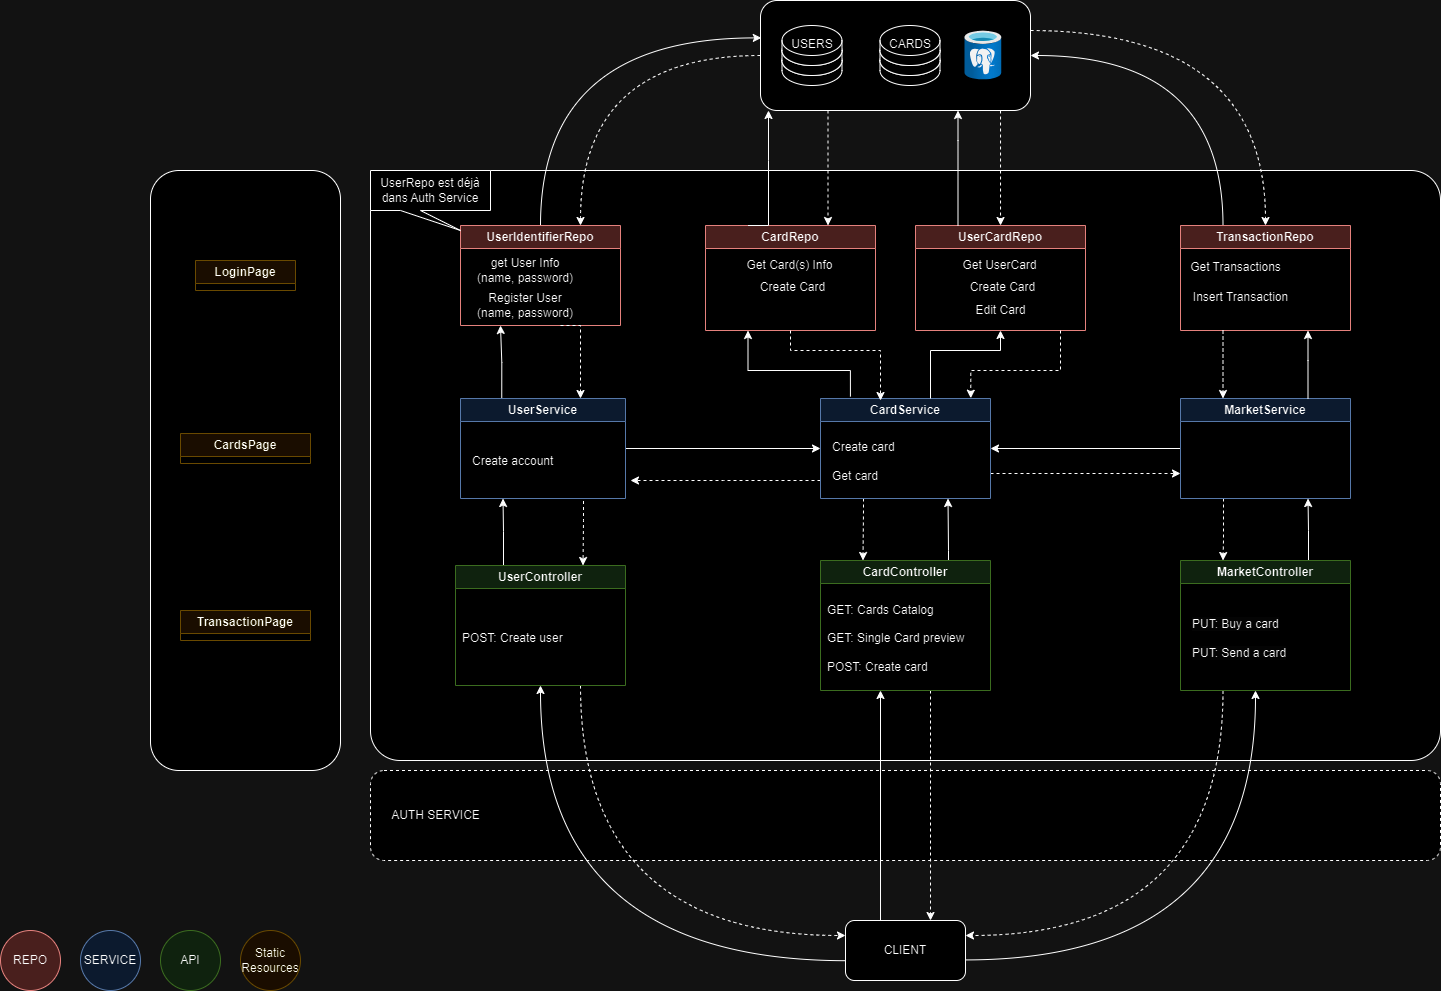 USERS
CARDS
UserRepo est déjà
dans Auth Service
UserIdentifierRepo
get User Info
(name, password)
Register User
(name, password)
CardRepo
Get Card(s) Info
Create Card
UserCardRepo
Get UserCard
Create Card
Edit Card
TransactionRepo
Get Transactions
Insert Transaction
LoginPage
CardsPage
TransactionPage
UserService
Create account
CardService
Create card
Get card
MarketService
UserController
POST: Create user
CardController
GET: Cards Catalog
GET: Single Card preview
POST: Create card
MarketController
PUT: Buy a card
PUT: Send a card
AUTH SERVICE
CLIENT
REPO
SERVICE
API
Static
Resources